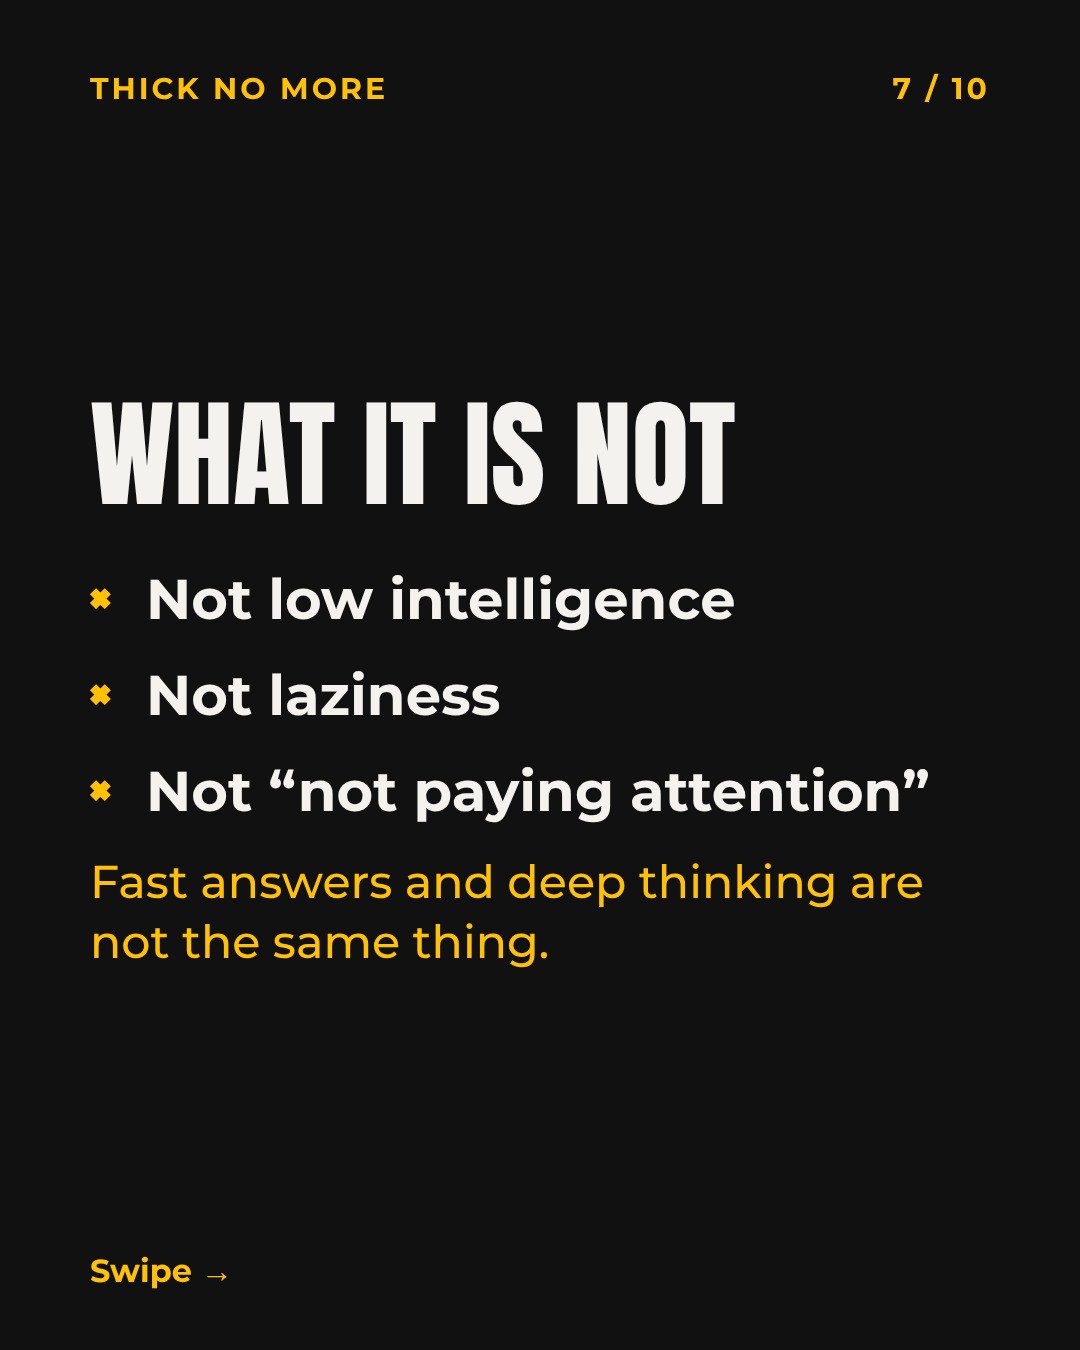 THICK NO MORE
7 / 10
WHAT IT IS NOT
✖ Not low intelligence
✖ Not laziness
✖ Not “not paying attention”
Fast answers and deep thinking are
not the same thing.
Swipe →